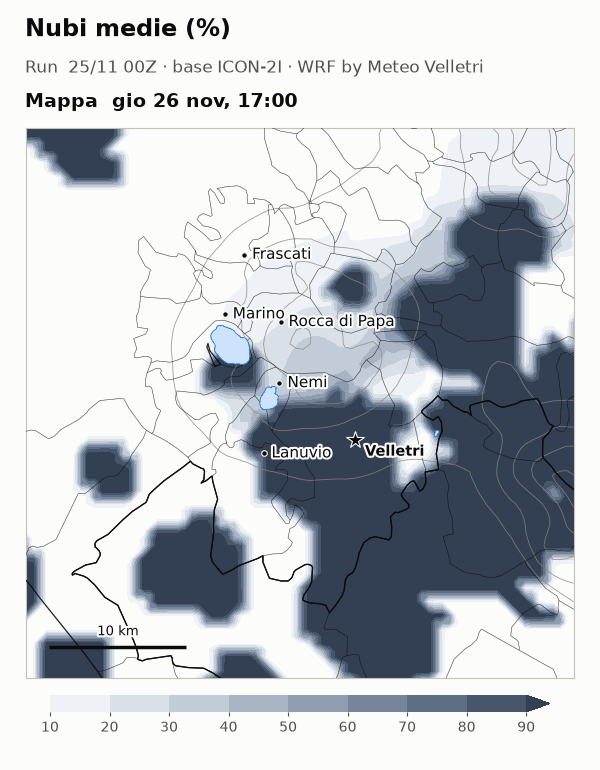 Nubi medie (%)
Run  25/11 00Z · base ICON-2I · WRF by Meteo Velletri
Mappa  gio 26 nov, 17:00
Frascati
Marino
Rocca di Papa
Nemi
Velletri
Lanuvio
10 km
10 20 30 40 50 60 70 80 90